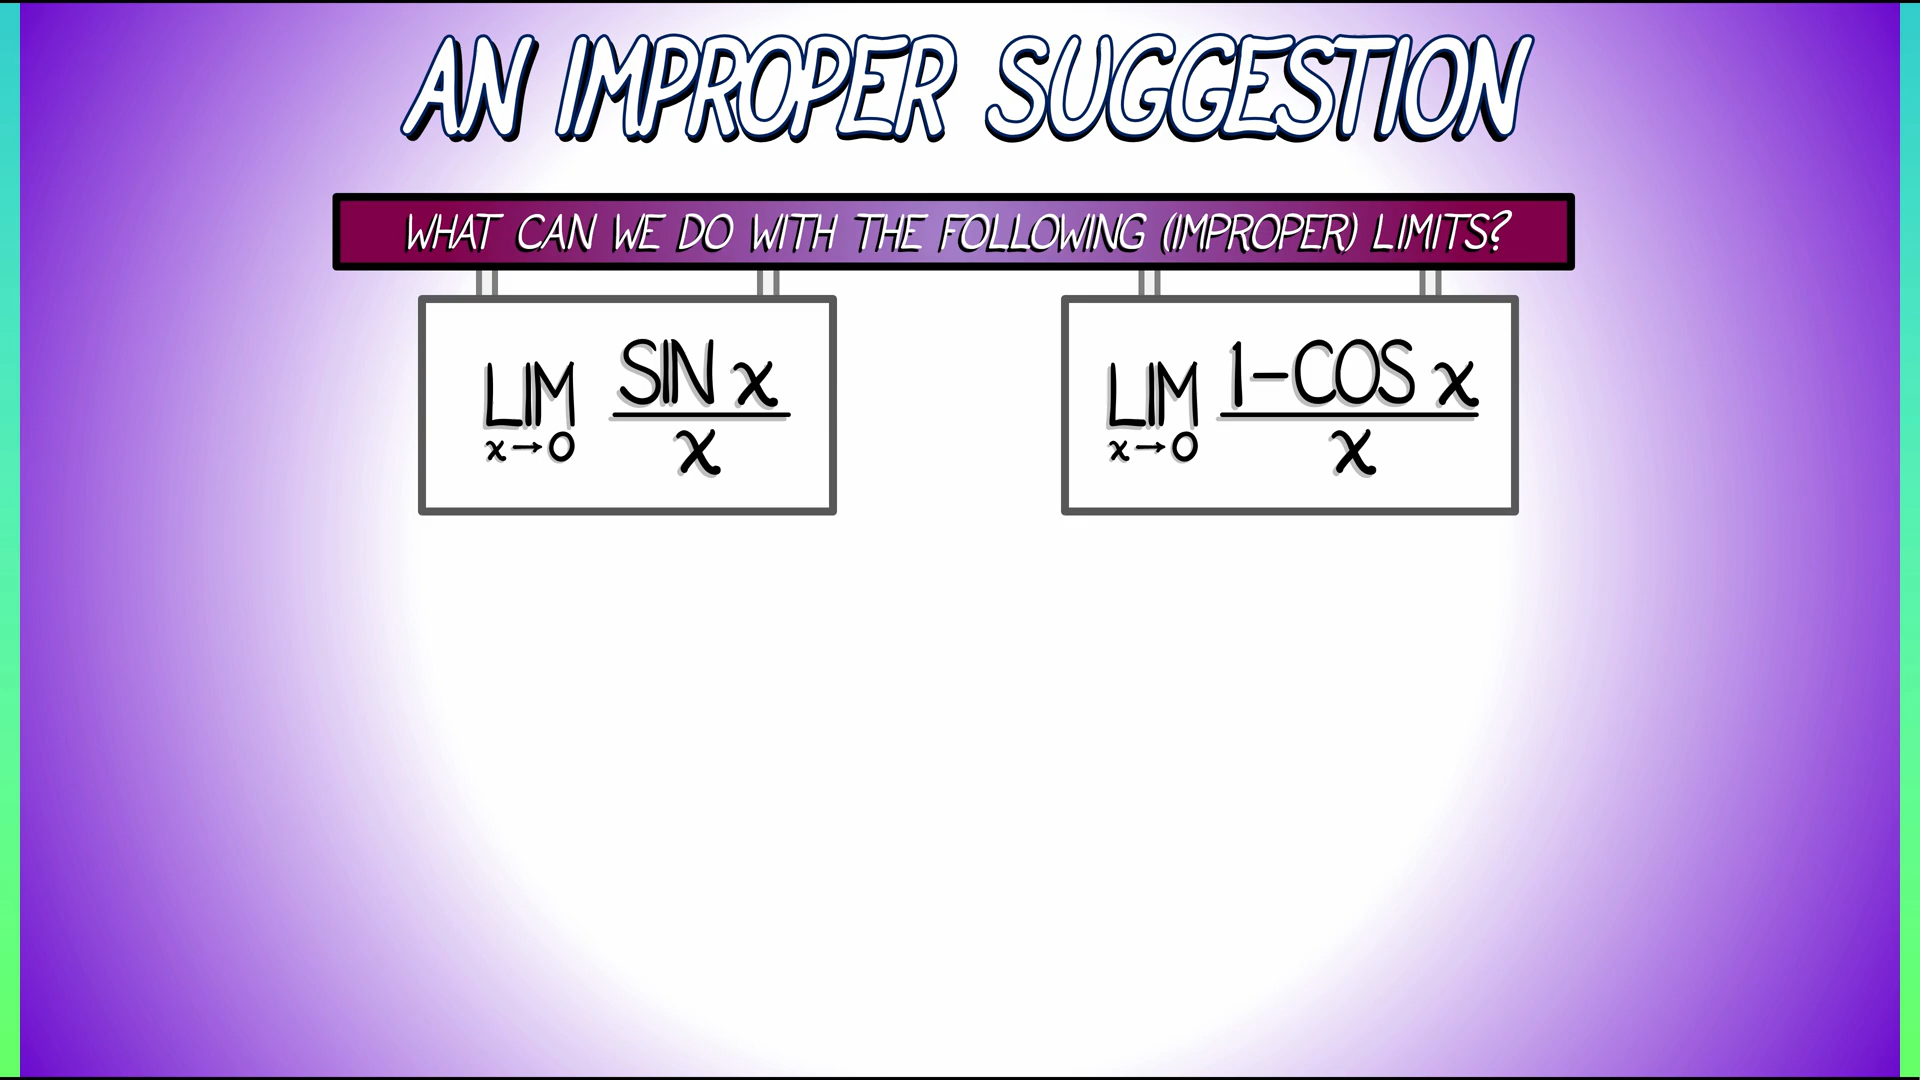 AN IMPROPER SUGGESTION
WHAT CAN WE DO WITH THE FOLLOWING (IMPROPER) LIMITS?
LIM x→0 SIN x / x
LIM x→0 1−COS x / x